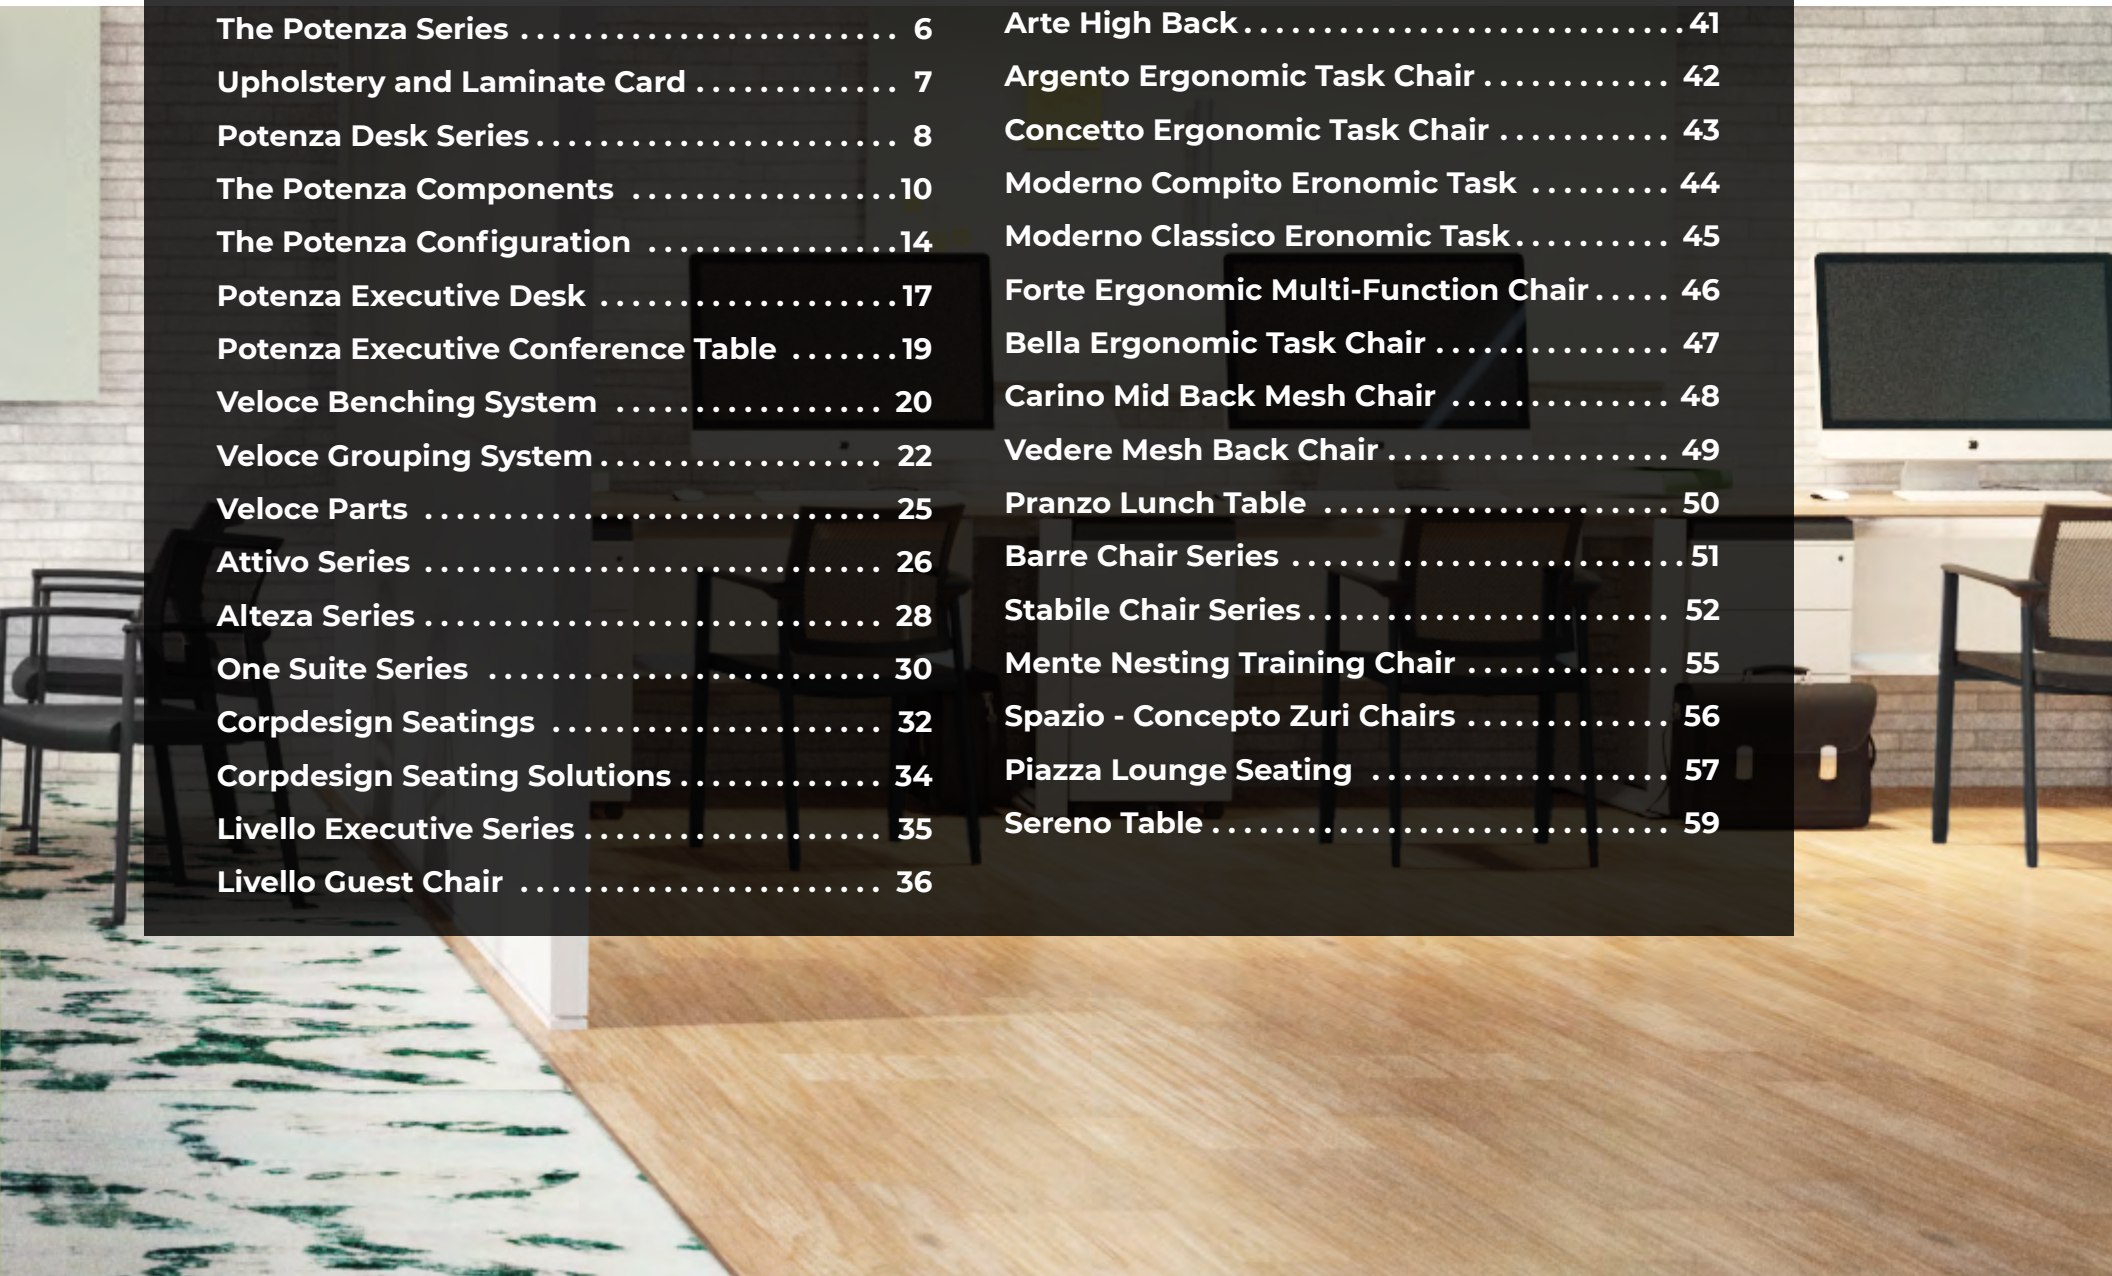 The Potenza Series ........................ 6
Upholstery and Laminate Card ............. 7
Potenza Desk Series ....................... 8
The Potenza Components .................10
The Potenza Configuration ................14
Potenza Executive Desk ...................17
Potenza Executive Conference Table .......19
Veloce Benching System ................. 20
Veloce Grouping System .................. 22
Veloce Parts ............................. 25
Attivo Series ............................. 26
Alteza Series ............................. 28
One Suite Series ......................... 30
Corpdesign Seatings ..................... 32
Corpdesign Seating Solutions ............. 34
Livello Executive Series ................... 35
Livello Guest Chair ....................... 36
Arte High Back ............................41
Argento Ergonomic Task Chair ............ 42
Concetto Ergonomic Task Chair ........... 43
Moderno Compito Eronomic Task ......... 44
Moderno Classico Eronomic Task .......... 45
Forte Ergonomic Multi-Function Chair ..... 46
Bella Ergonomic Task Chair ............... 47
Carino Mid Back Mesh Chair .............. 48
Vedere Mesh Back Chair .................. 49
Pranzo Lunch Table ...................... 50
Barre Chair Series .........................51
Stabile Chair Series ....................... 52
Mente Nesting Training Chair ............. 55
Spazio - Concepto Zuri Chairs ............. 56
Piazza Lounge Seating ................... 57
Sereno Table ............................. 59